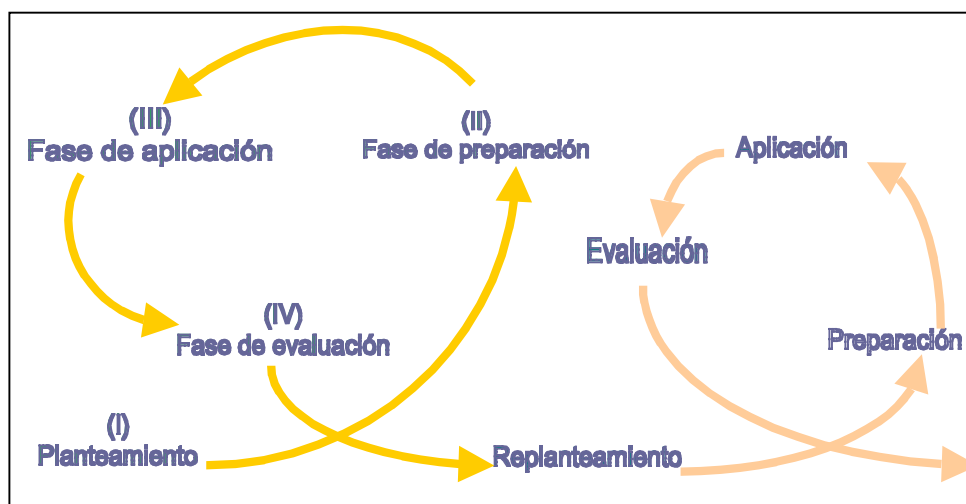 (III)
Fase de aplicación
(II)
Fase de preparación
Aplicación
Evaluación
(IV)
Fase de evaluación
Preparación
(I)
Planteamiento
Replanteamiento